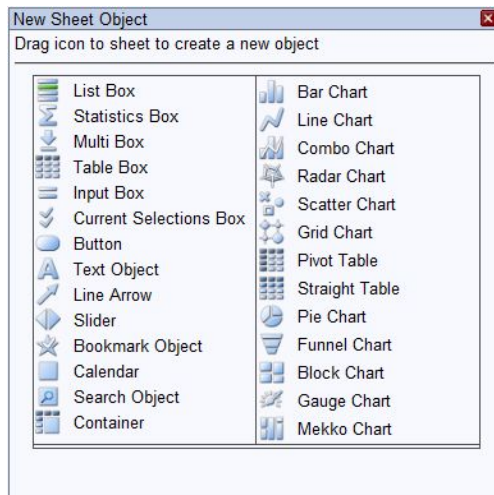 New Sheet Object
Drag icon to sheet to create a new object
List Box
Statistics Box
Multi Box
Table Box
Input Box
Current Selections Box
Button
Text Object
Line Arrow
Slider
Bookmark Object
Calendar
Search Object
Container
Bar Chart
Line Chart
Combo Chart
Radar Chart
Scatter Chart
Grid Chart
Pivot Table
Straight Table
Pie Chart
Funnel Chart
Block Chart
Gauge Chart
Mekko Chart